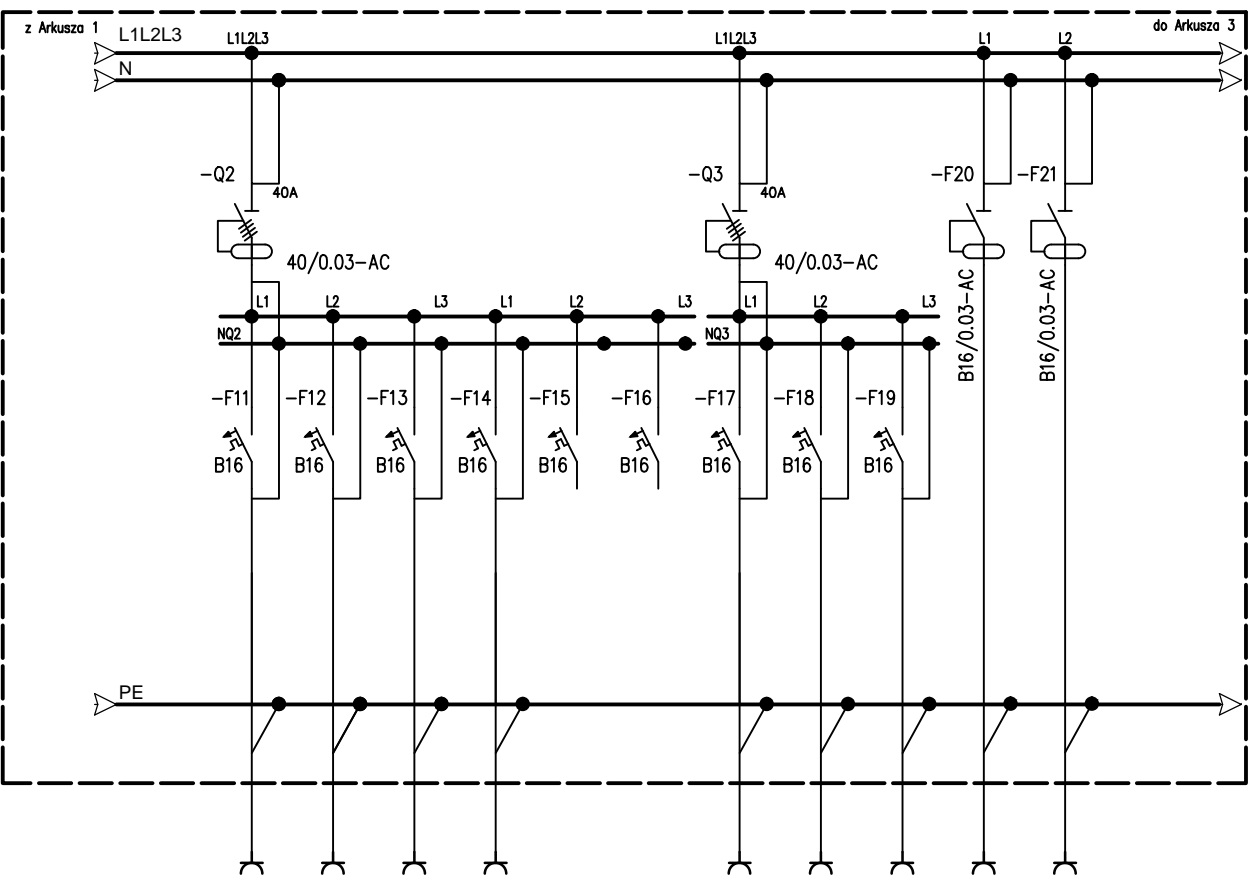 z Arkusza 1
do Arkusza 3
L1L2L3
L1L2L3
L1L2L3
L1
L2
N
-Q2
-Q3
-F20
-F21
40A
40A
40/0.03-AC
40/0.03-AC
B16/0.03-AC
B16/0.03-AC
L1
L2
L3
L1
L2
L3
L1
L2
L3
NQ2
NQ3
-F11
-F12
-F13
-F14
-F15
-F16
-F17
-F18
-F19
B16
B16
B16
B16
B16
B16
B16
B16
B16
PE